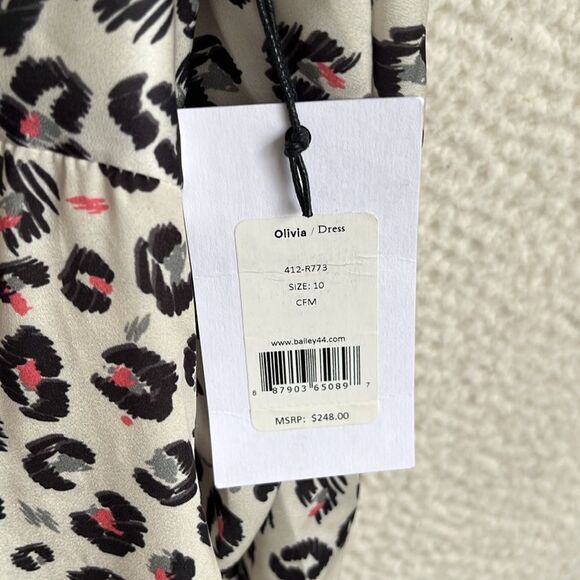 Olivia / Dress
412-R773
SIZE: 10
CFM
www.bailey44.com
8 87903 65089 7
MSRP: $248.00